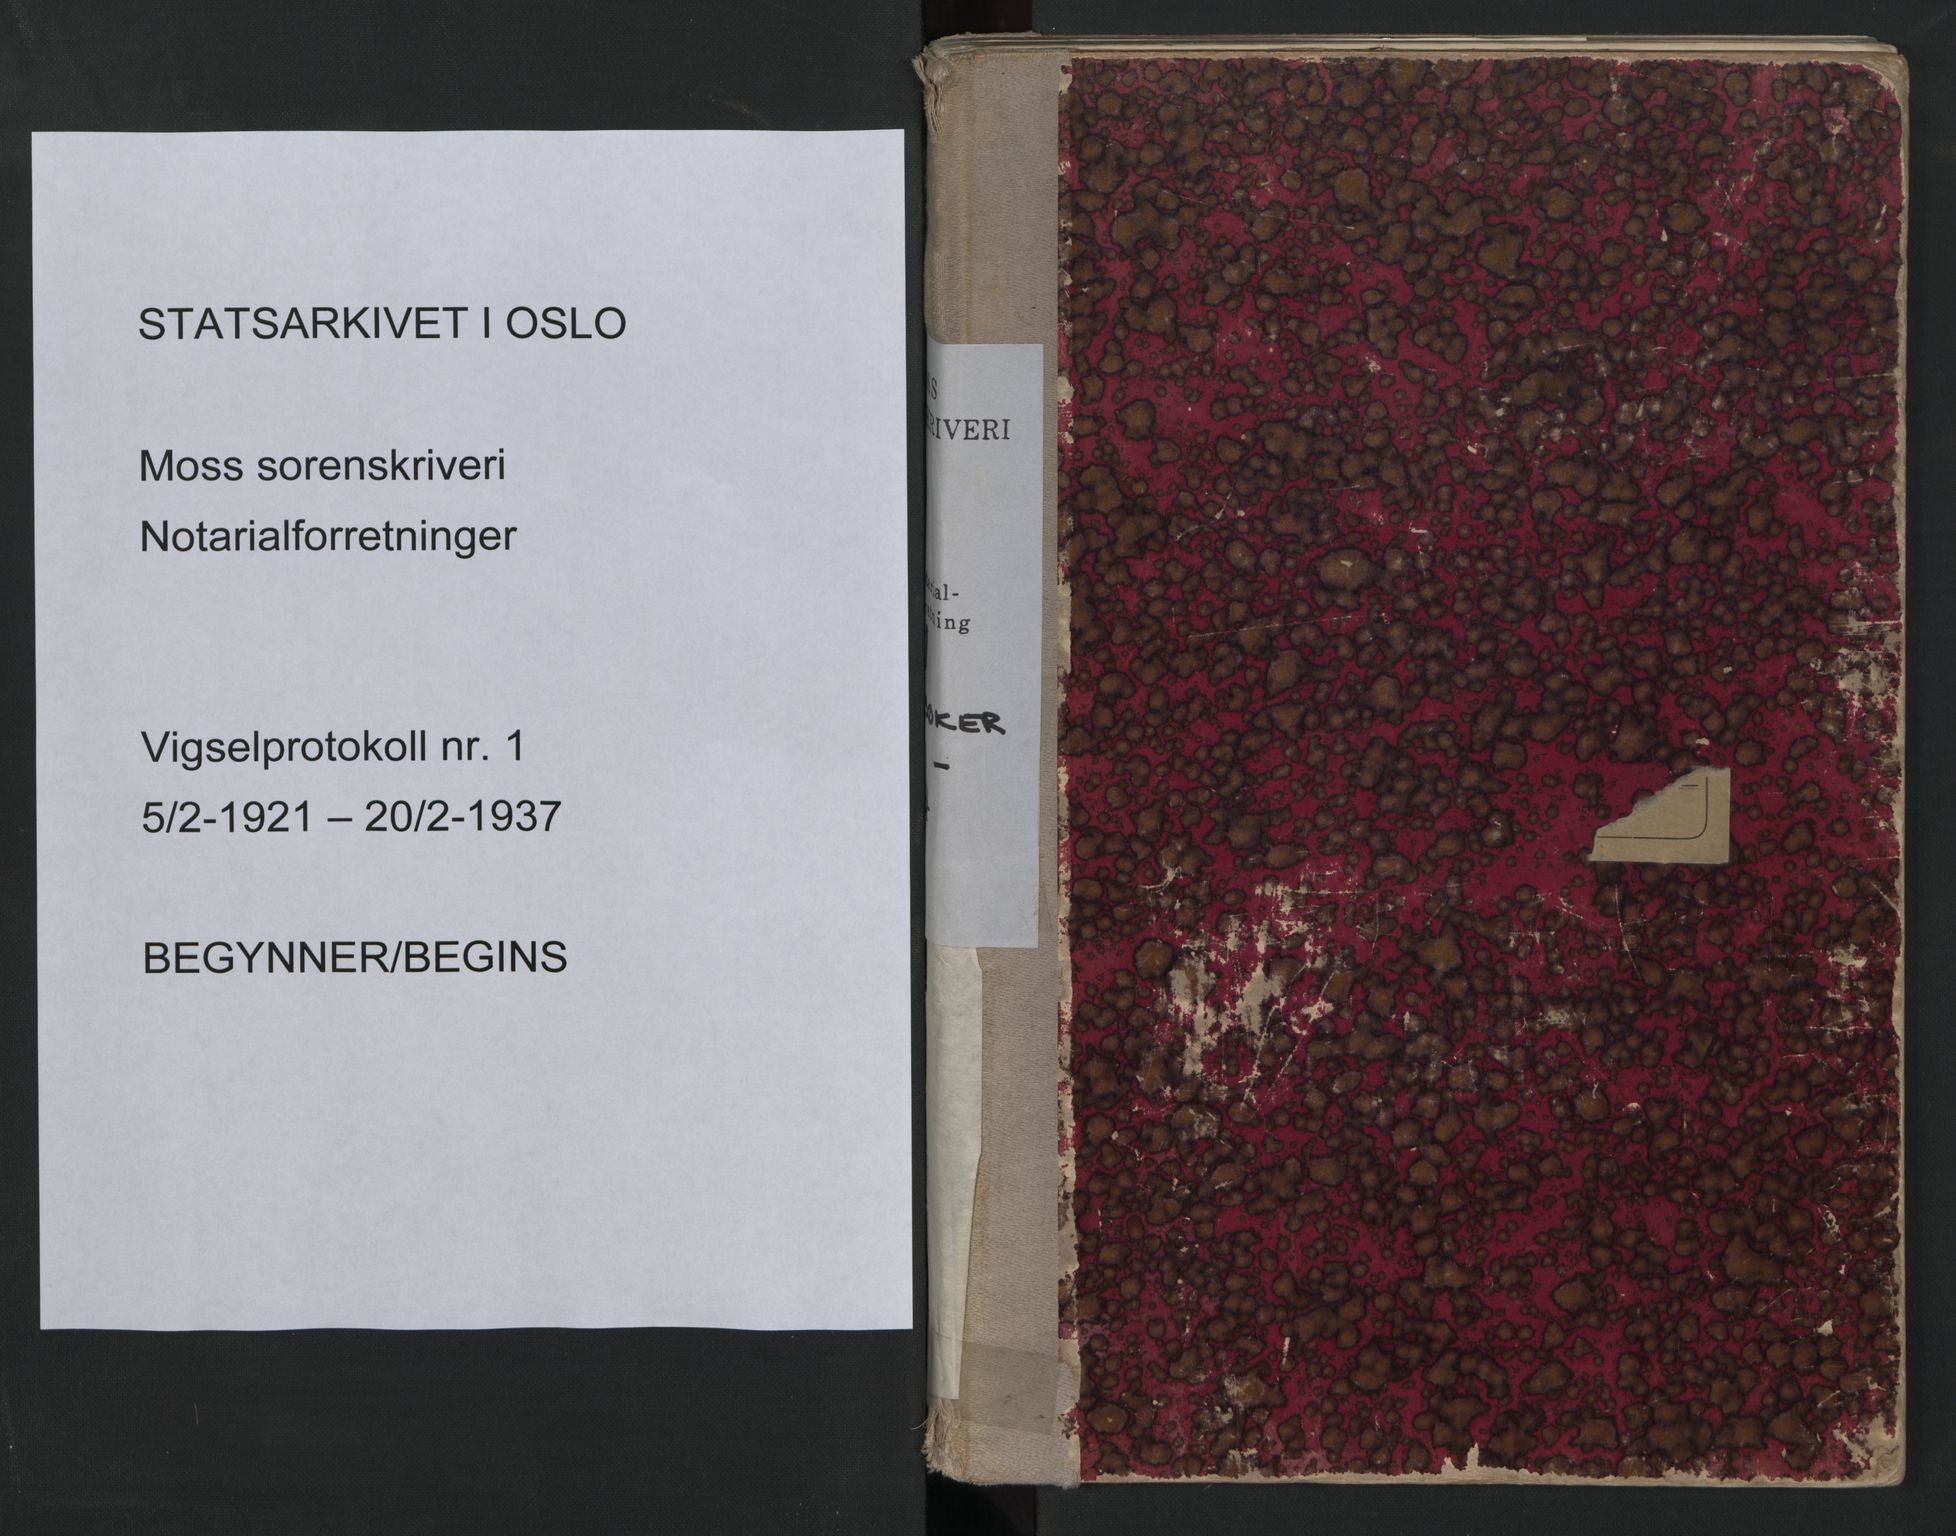 STATSARKIVET I OSLO
Moss sorenskriveri
Notarialforretninger
Vigselprotokoll nr. 1
5/2-1921 – 20/2-1937
BEGYNNER/BEGINS
RIVERI
ial-
ning
OKER
–